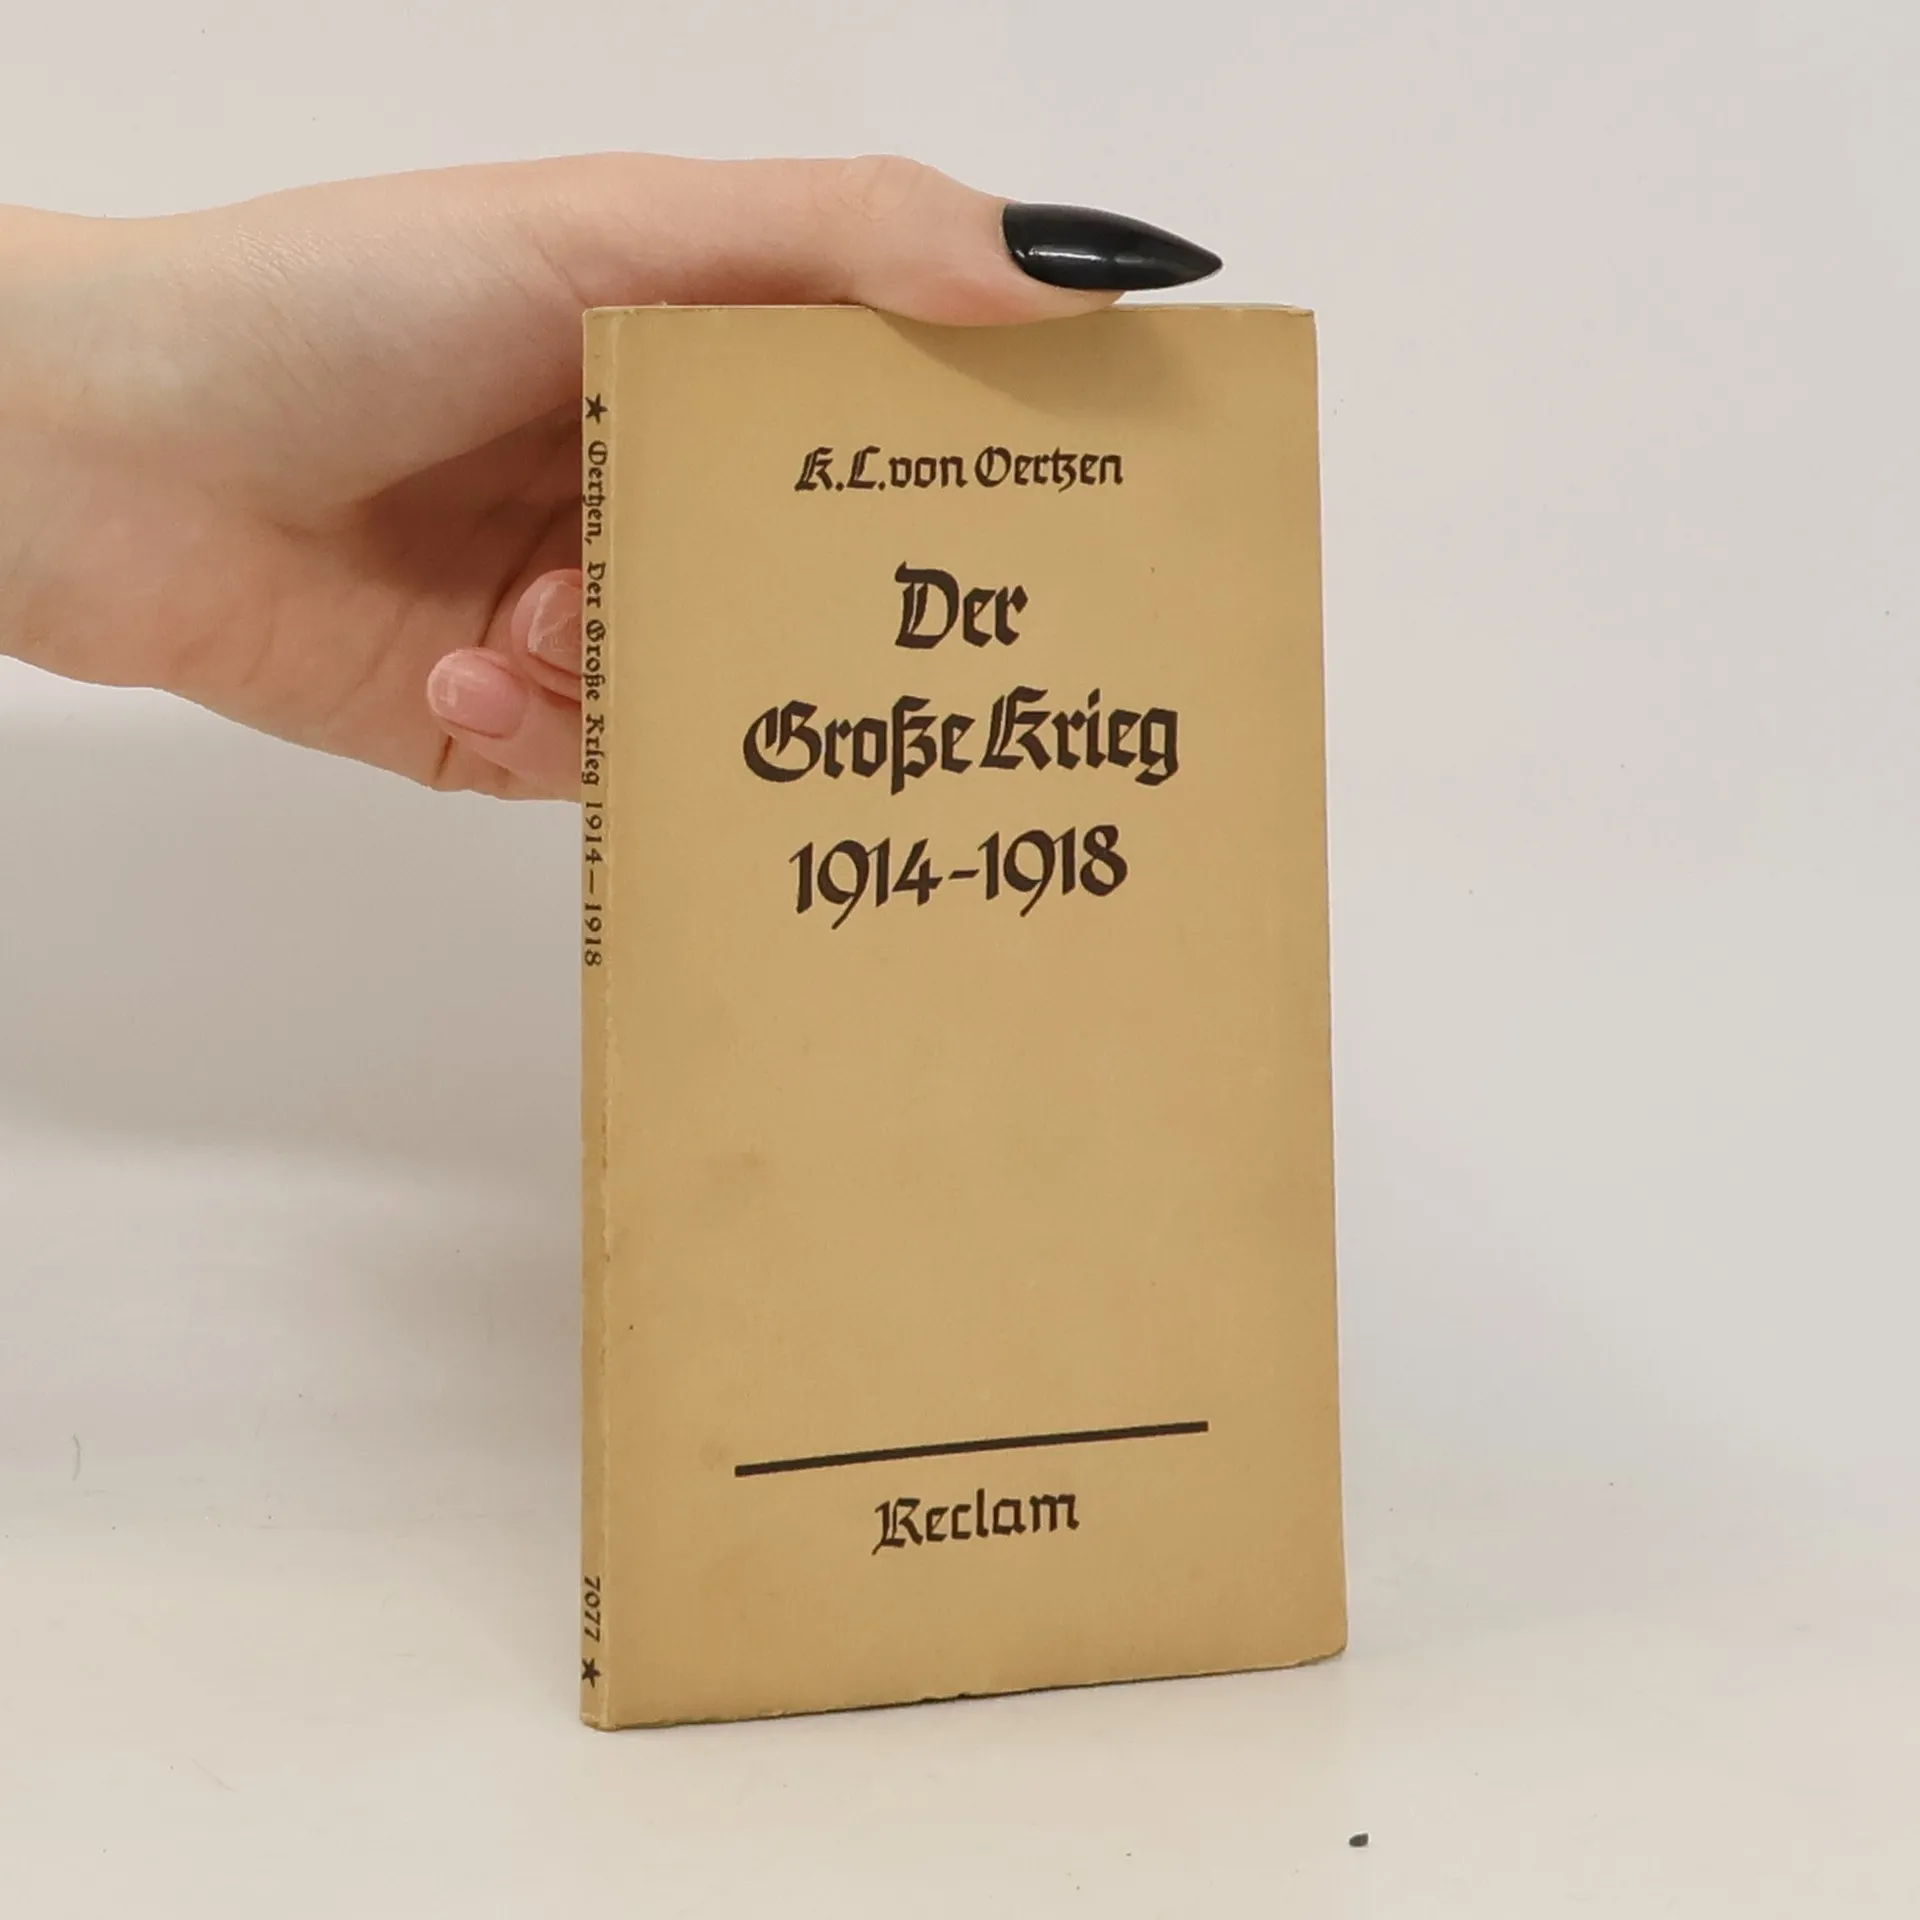 K.L. von Oertzen
Der
Große Krieg
1914-1918
Reclam
★ Oertzen, Der Große Krieg 1914—1918
7077 ★